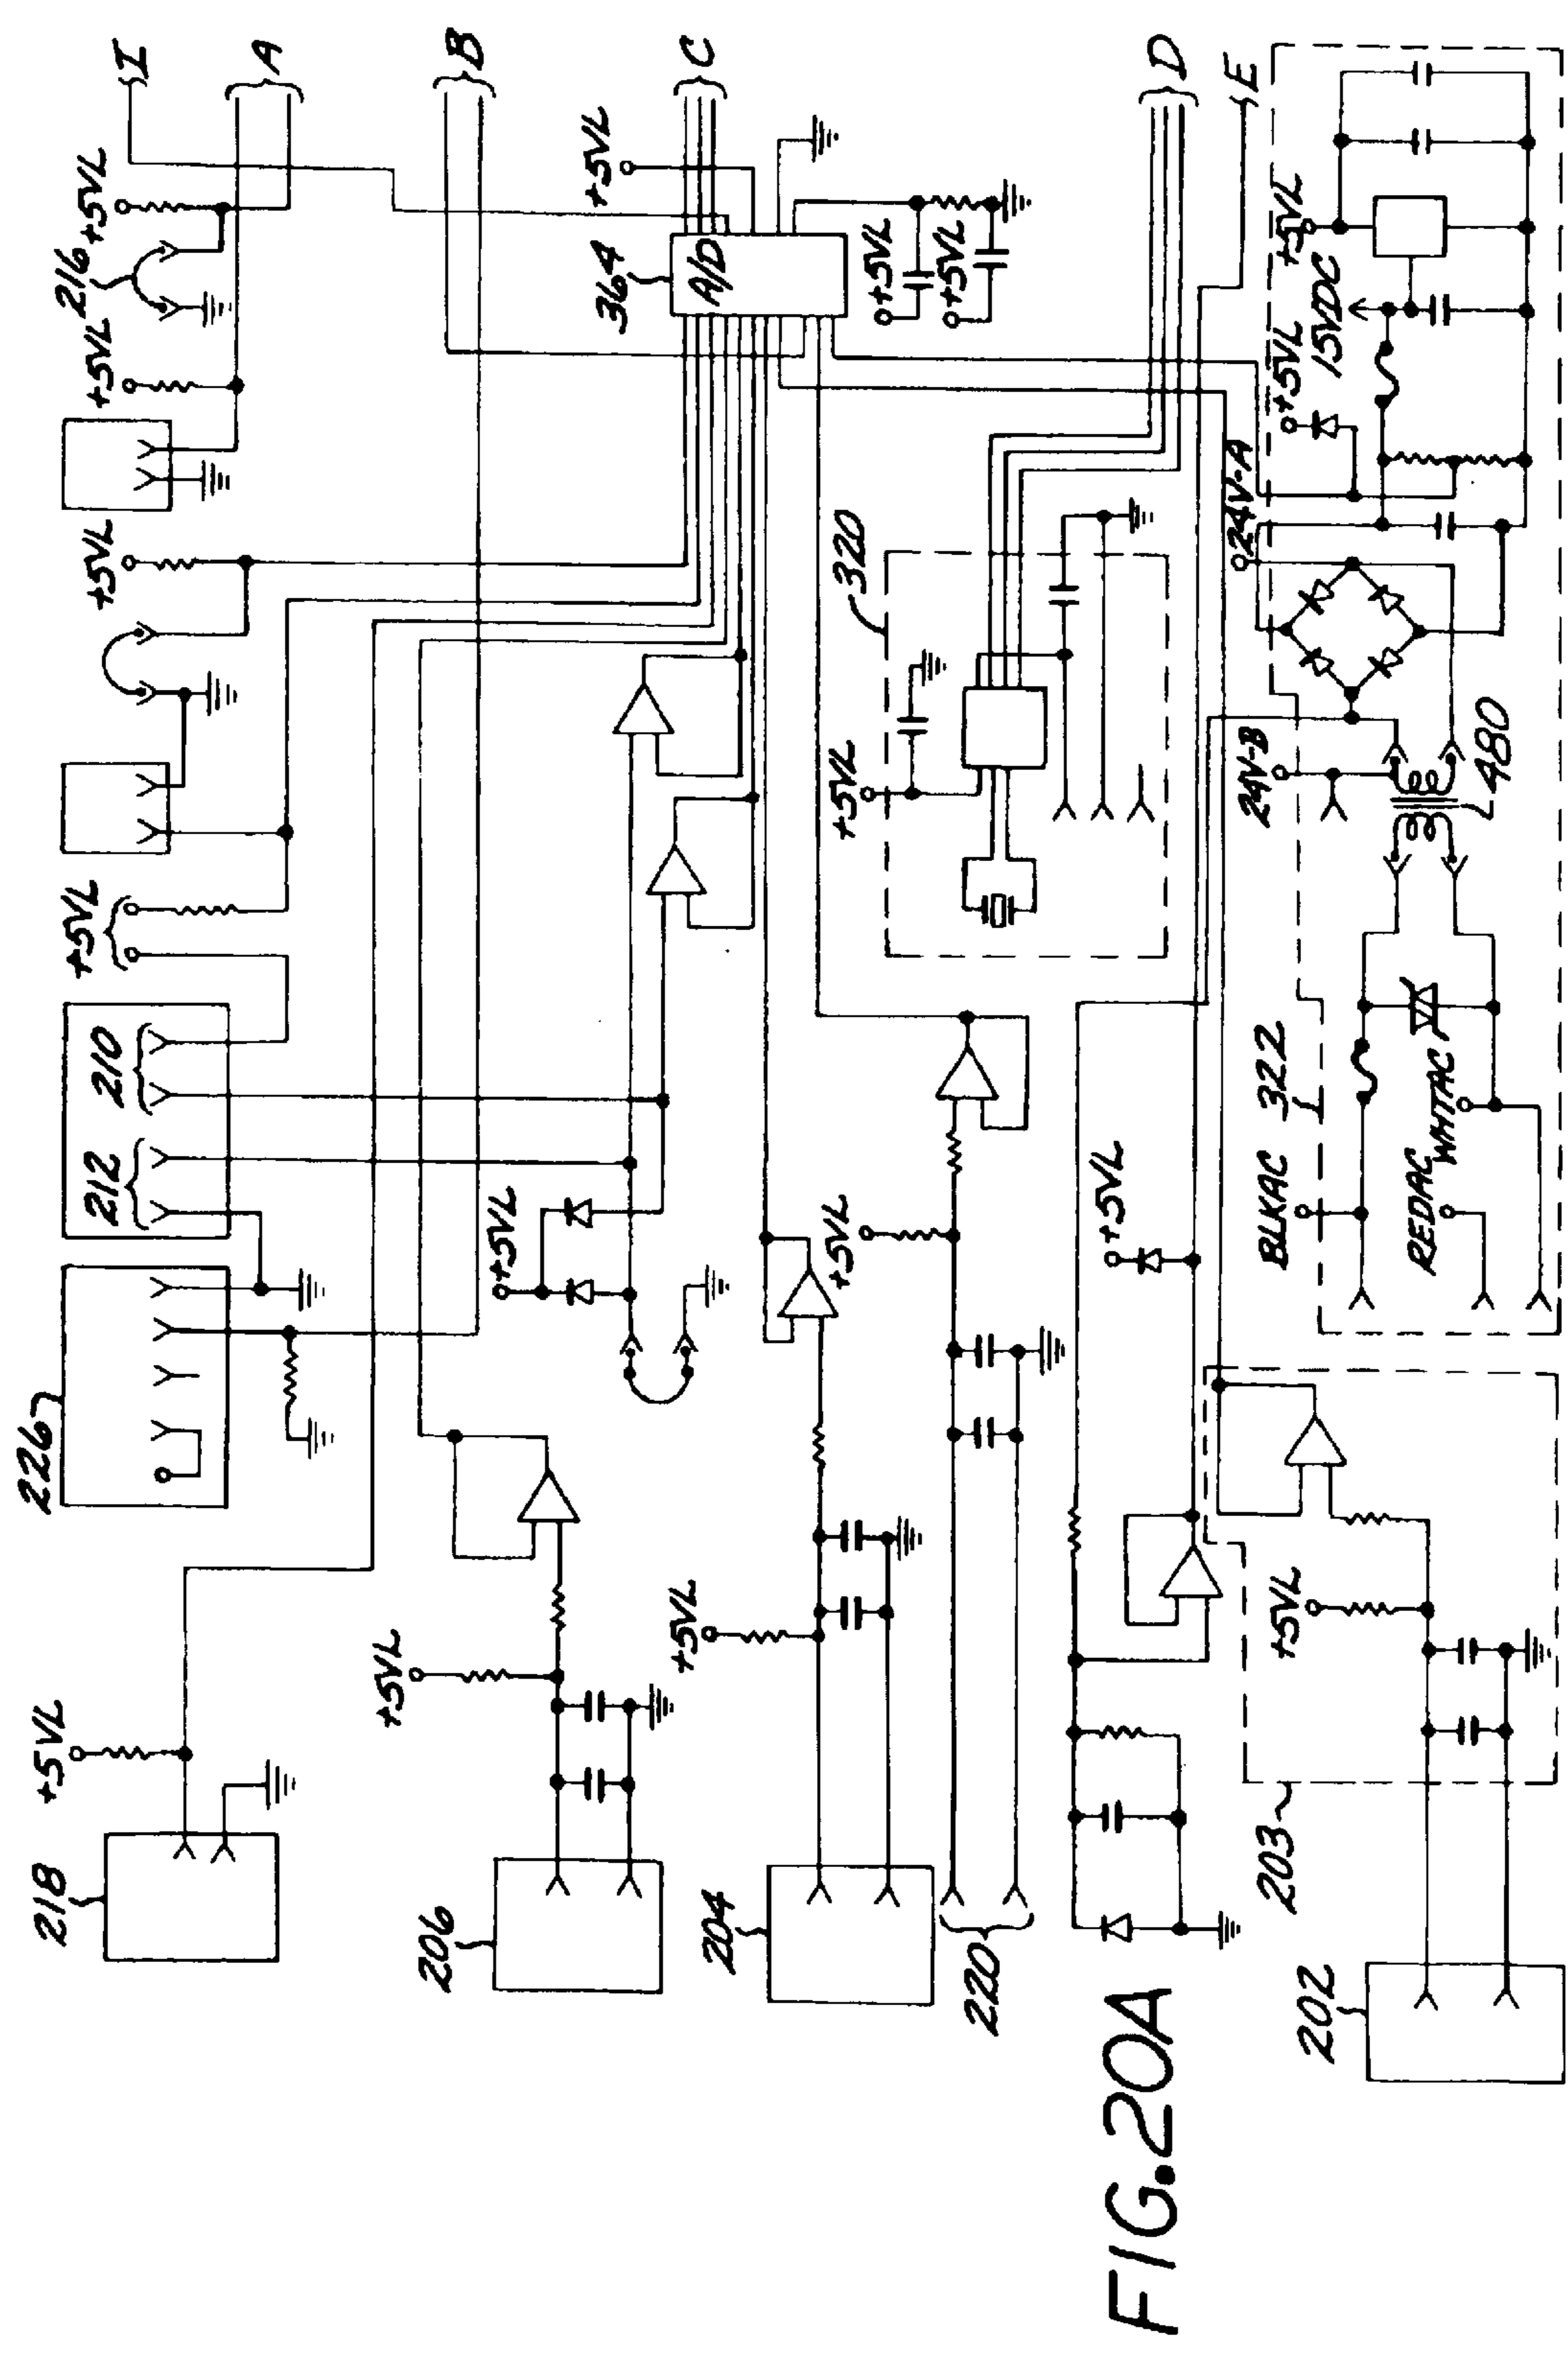 I
A
B
C
D
E
+5VL
216
+5VL
+5VL
+5VL
210
212
226
+5VL
218
364
A/D
+5VL
+5VL
+5VL
+5VL
+5VL
206
+5VL
204
+5VL
220
320
+5VL
+5VL
+5VL
+5VL
15VDC
24V-A
24V-B
480
322
BLKAC
REDAC
WHTAC
+5VL
203
202
FIG.20A